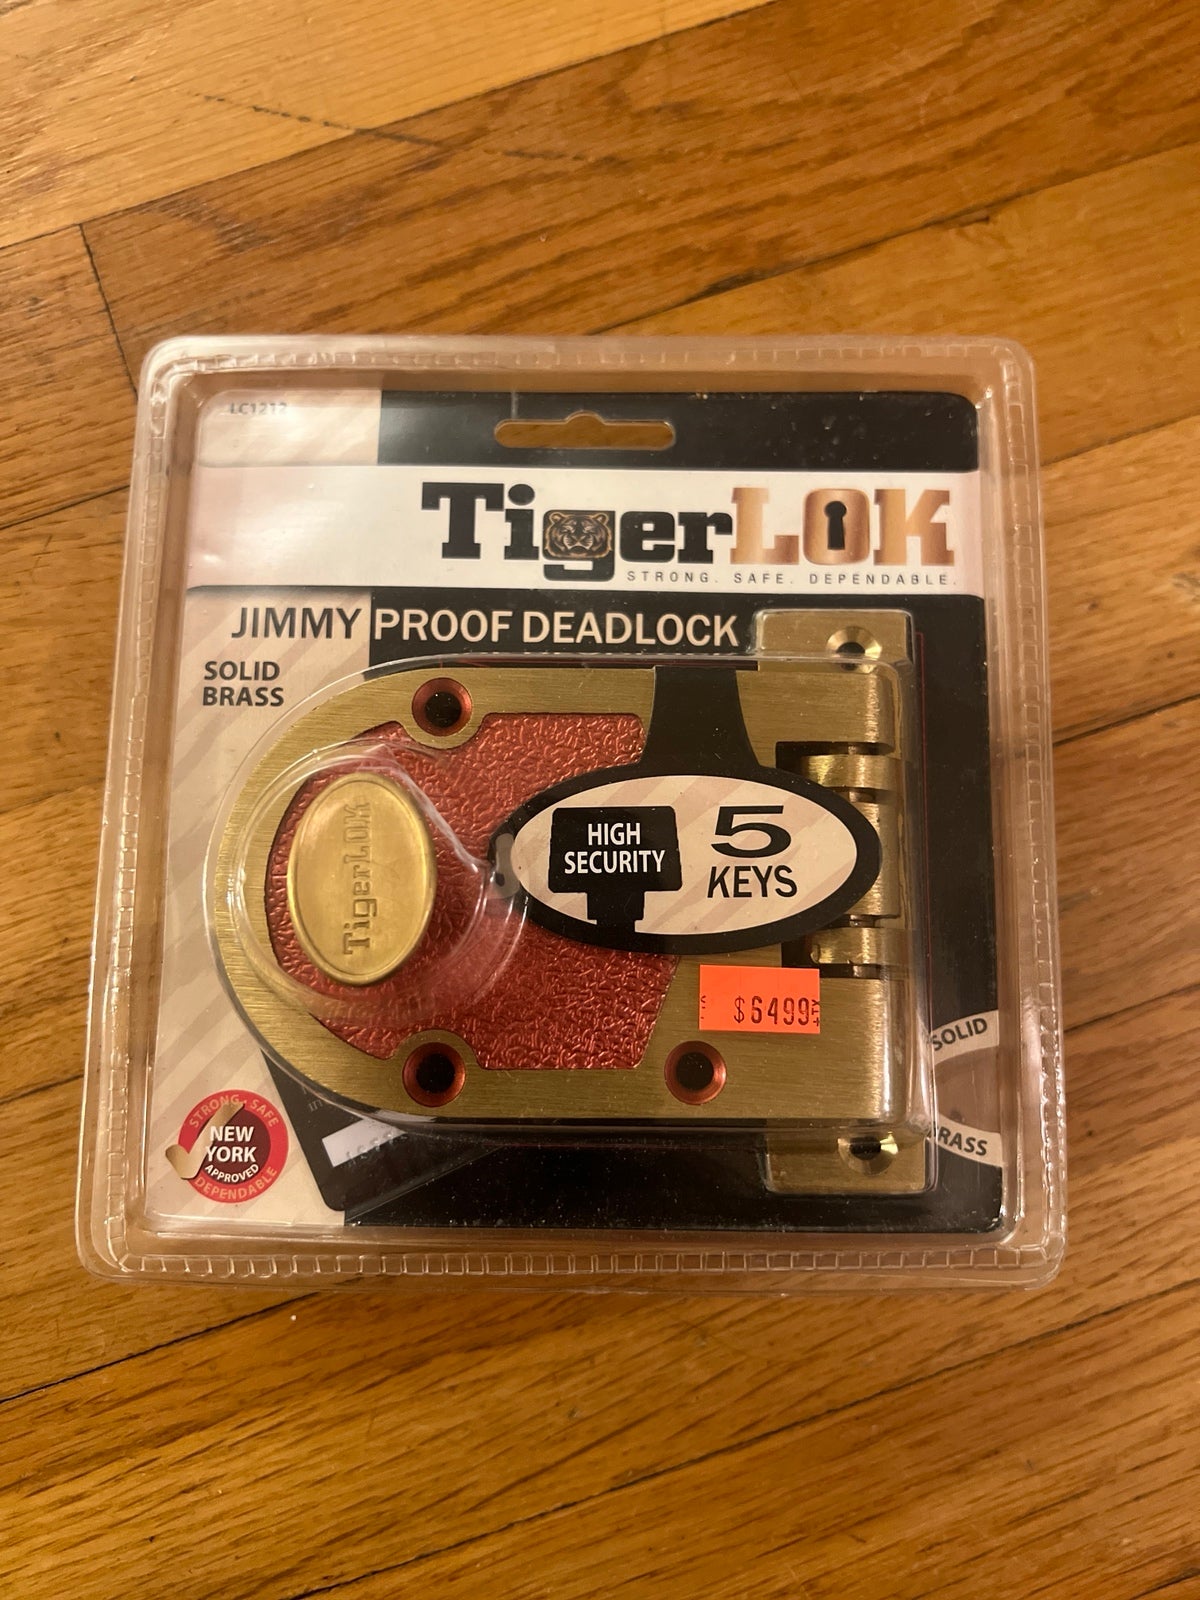 LC1212
TigerLOK
STRONG. SAFE. DEPENDABLE.
JIMMY PROOF DEADLOCK
SOLID
BRASS
TigerLOK
HIGH
SECURITY
5
KEYS
$6499
SOLID
BRASS
STRONG · SAFE
NEW
YORK
APPROVED
DEPENDABLE